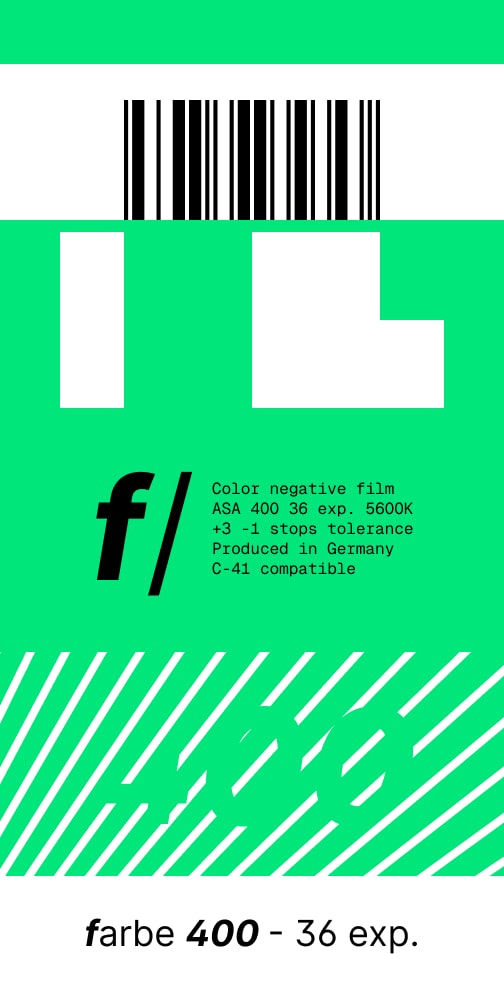 f/
Color negative film
ASA 400 36 exp. 5600K
+3 -1 stops tolerance
Produced in Germany
C-41 compatible
400
farbe 400 - 36 exp.